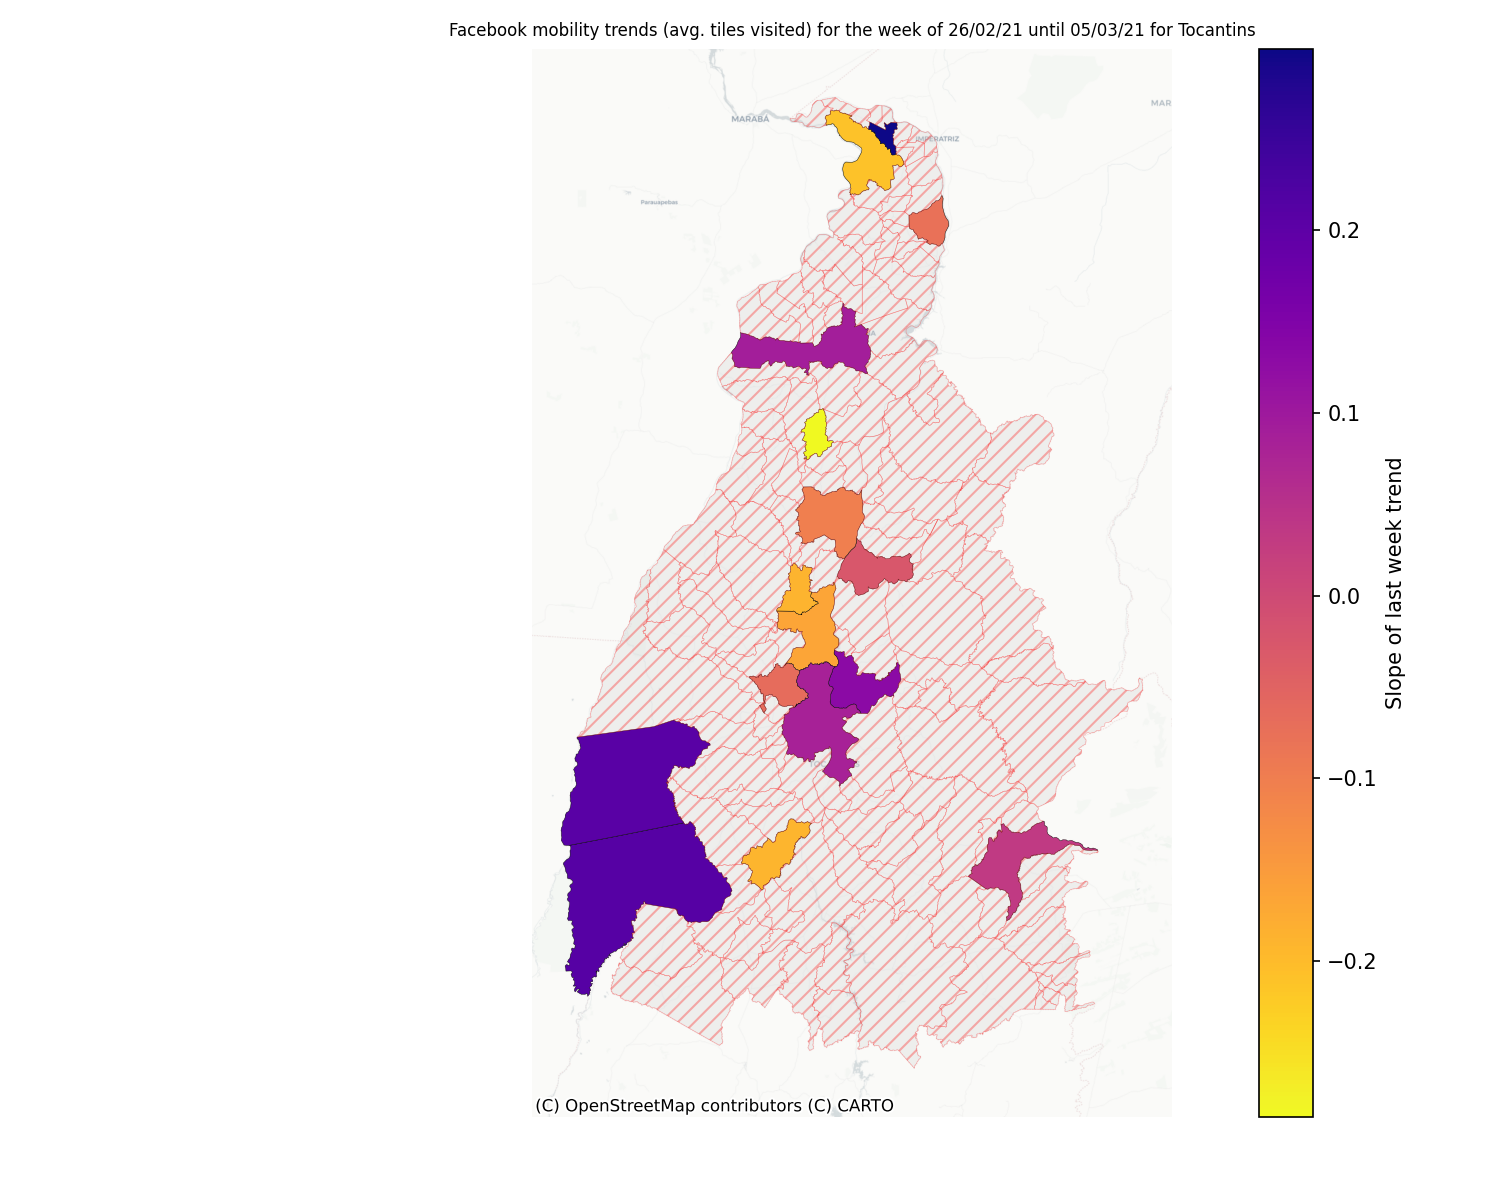 Facebook mobility trends (avg. tiles visited) for the week of 26/02/21 until 05/03/21 for Tocantins
MAR
MARABÁ
IMPERATRIZ
Parauapebas
0.2
0.1
0.0
−0.1
−0.2
Slope of last week trend
(C) OpenStreetMap contributors (C) CARTO